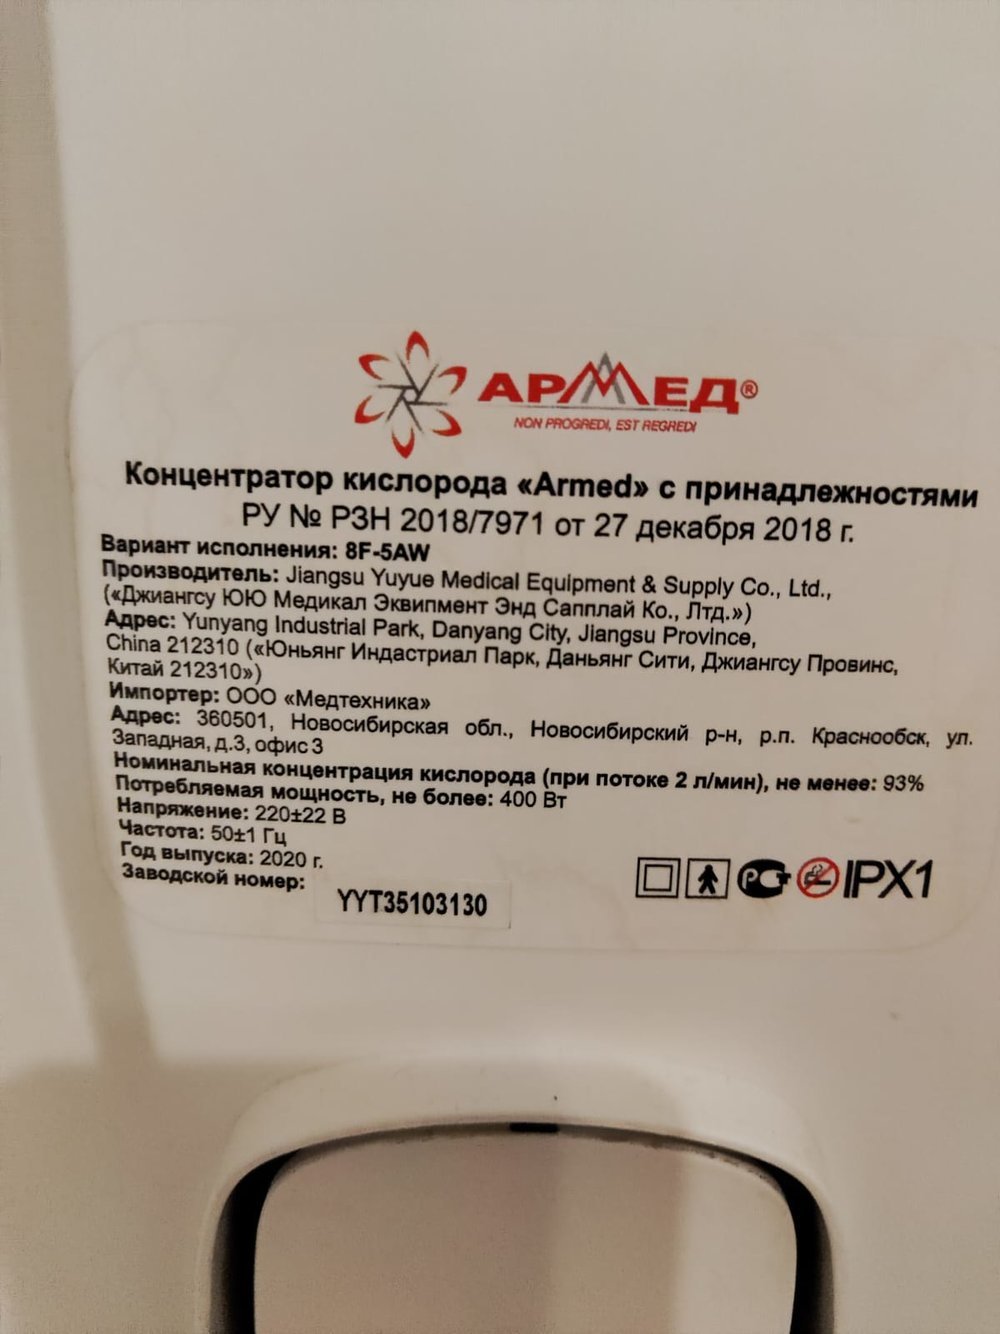 АРМЕД®
NON PROGREDI, EST REGREDI
Концентратор кислорода «Armed» с принадлежностями
РУ № РЗН 2018/7971 от 27 декабря 2018 г.
Вариант исполнения: 8F-5AW
Производитель: Jiangsu Yuyue Medical Equipment & Supply Co., Ltd.,
(«Джиангсу ЮЮ Медикал Эквипмент Энд Сапплай Ко., Лтд.»)
Адрес: Yunyang Industrial Park, Danyang City, Jiangsu Province,
China 212310 («Юньянг Индастриал Парк, Даньянг Сити, Джиангсу Провинс,
Китай 212310»)
Импортер: ООО «Медтехника»
Адрес: 360501, Новосибирская обл., Новосибирский р-н, р.п. Краснообск, ул.
Западная, д.3, офис 3
Номинальная концентрация кислорода (при потоке 2 л/мин), не менее: 93%
Потребляемая мощность, не более: 400 Вт
Напряжение: 220±22 В
Частота: 50±1 Гц
Год выпуска: 2020 г.
Заводской номер:
YYT35103130
РСТ IPX1